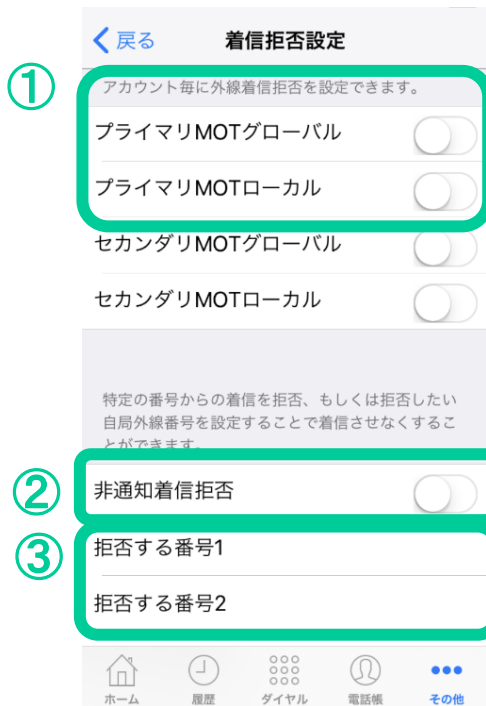 戻る 着信拒否設定
①
アカウント毎に外線着信拒否を設定できます。
プライマリMOTグローバル
プライマリMOTローカル
セカンダリMOTグローバル
セカンダリMOTローカル
特定の番号からの着信を拒否、もしくは拒否したい
自局外線番号を設定することで着信させなくするこ
とができます。
②
非通知着信拒否
③
拒否する番号1
拒否する番号2
ホーム 履歴 ダイヤル 電話帳 その他